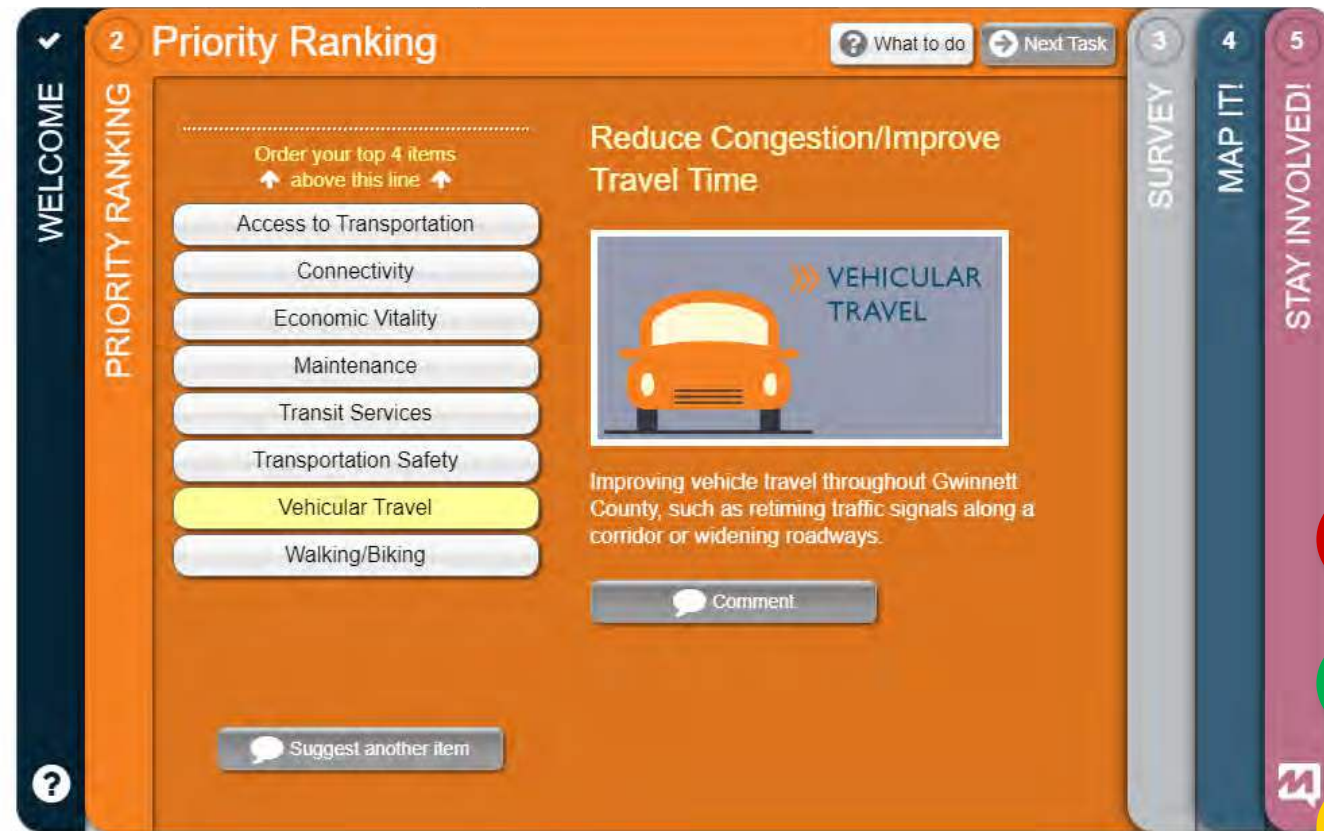 WELCOME
2
PRIORITY RANKING
Priority Ranking
What to do
Next Task
Order your top 4 items
above this line
Access to Transportation
Connectivity
Economic Vitality
Maintenance
Transit Services
Transportation Safety
Vehicular Travel
Walking/Biking
Suggest another item
Reduce Congestion/Improve
Travel Time
VEHICULAR
TRAVEL
Improving vehicle travel throughout Gwinnett
County, such as retiming traffic signals along a
corridor or widening roadways.
Comment
3
SURVEY
4
MAP IT!
5
STAY INVOLVED!